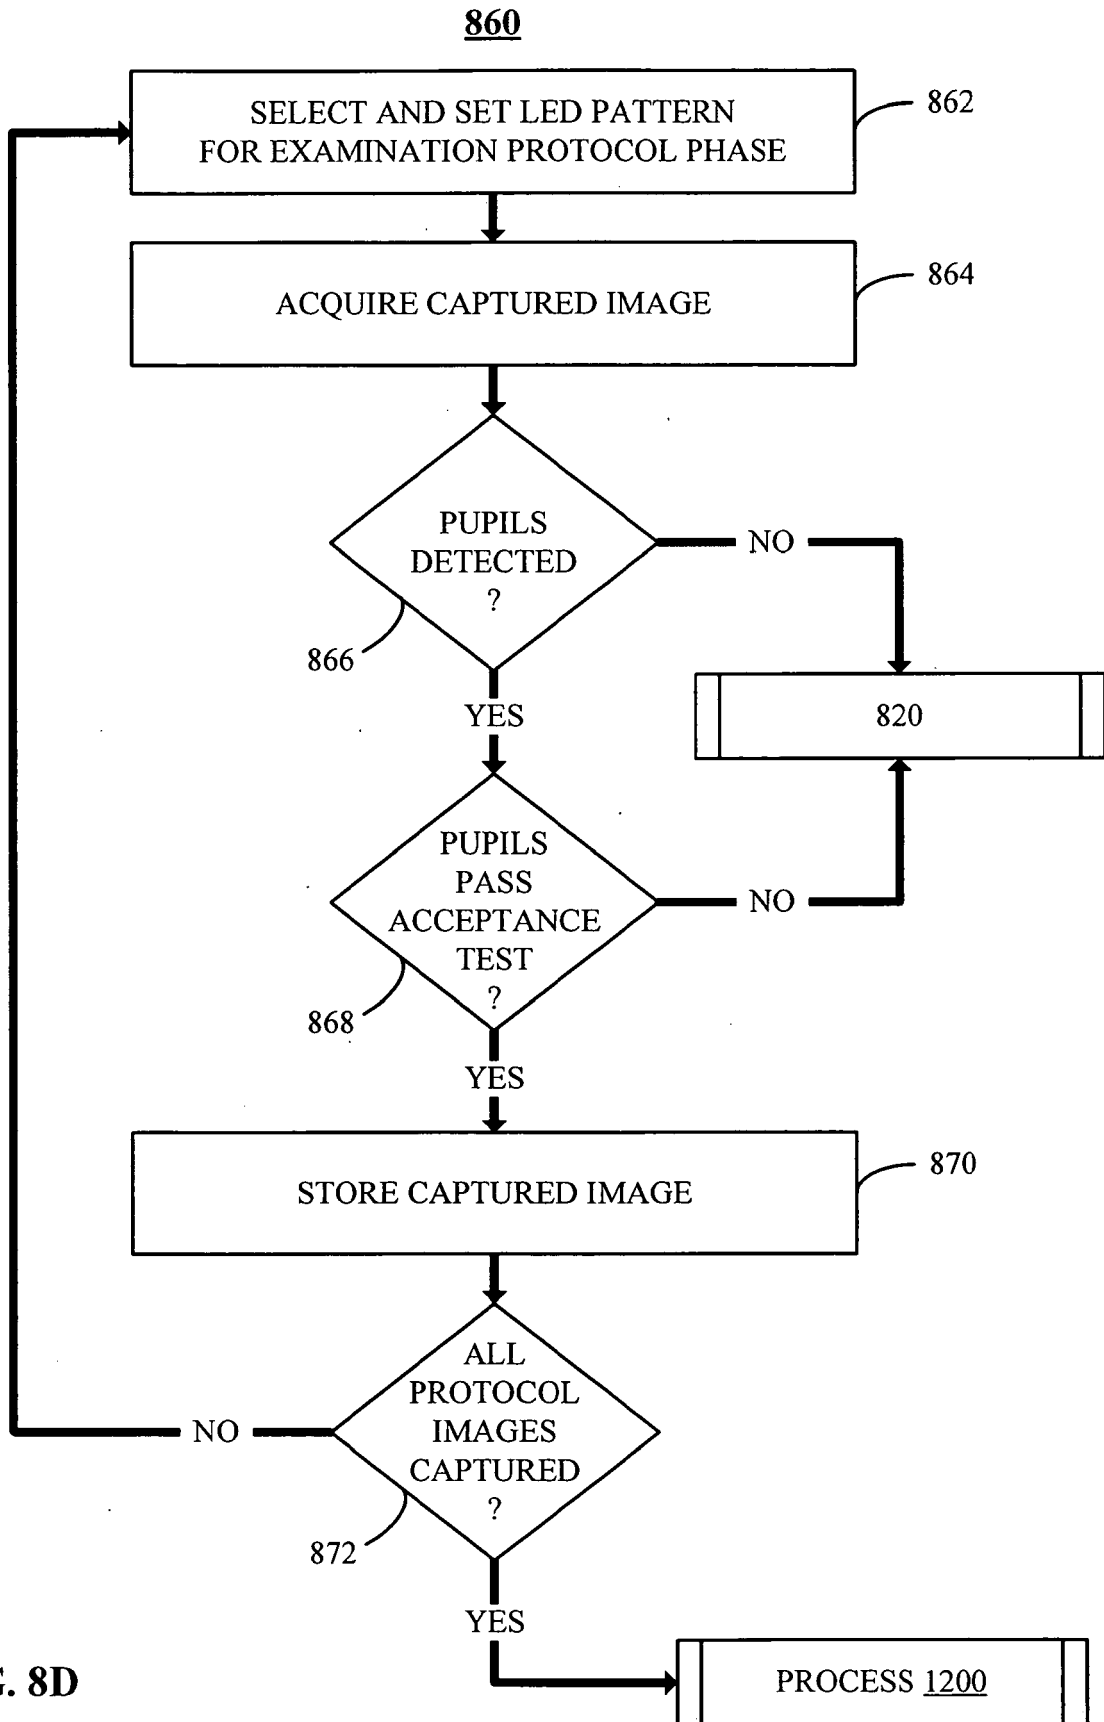 860
SELECT AND SET LED PATTERN
FOR EXAMINATION PROTOCOL PHASE
862
ACQUIRE CAPTURED IMAGE
864
PUPILS
DETECTED
?
866
NO
YES
820
PUPILS
PASS
ACCEPTANCE
TEST
?
868
NO
YES
STORE CAPTURED IMAGE
870
ALL
PROTOCOL
IMAGES
CAPTURED
?
872
NO
YES
PROCESS 1200
. 8D